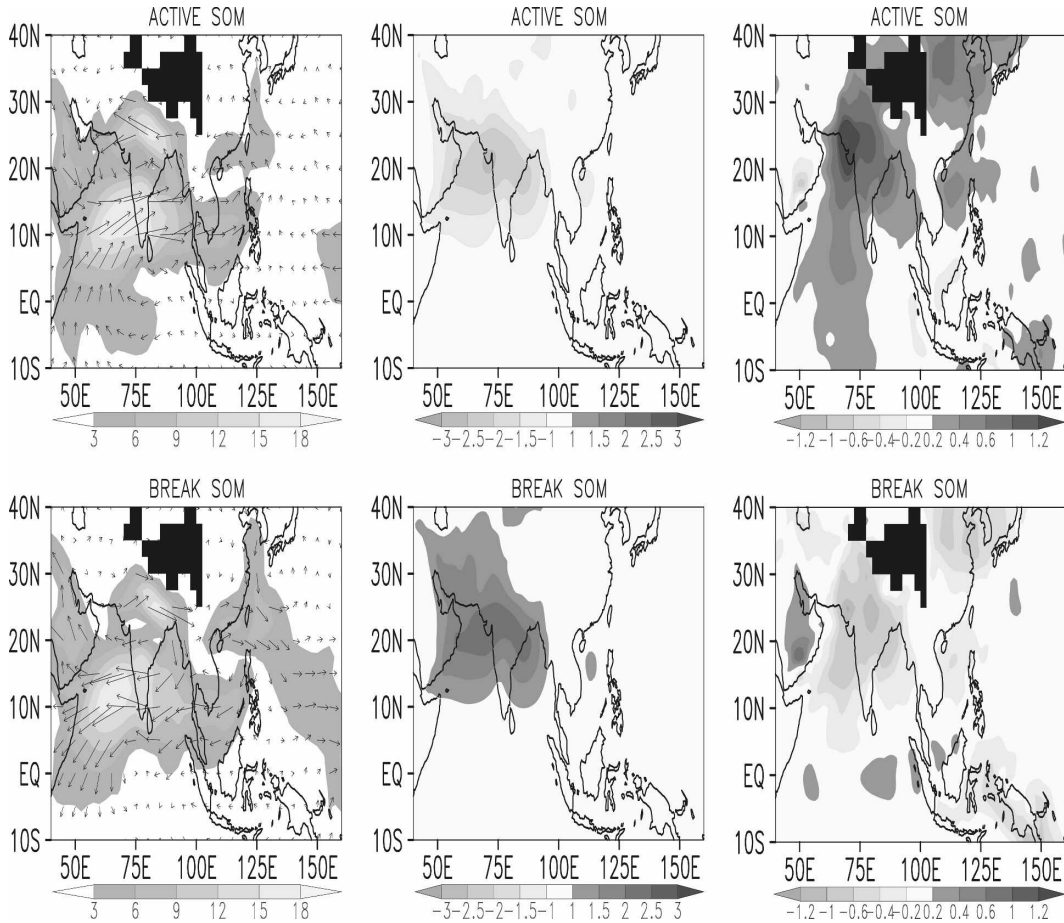 ACTIVE SOM
ACTIVE SOM
ACTIVE SOM
40N
30N
20N
10N
EQ
10S
50E 75E 100E 125E 150E
3 6 9 12 15 18
40N
30N
20N
10N
EQ
10S
50E 75E 100E 125E 150E
-3 -2.5 -2 -1.5 -1 1 1.5 2 2.5 3
40N
30N
20N
10N
EQ
10S
50E 75E 100E 125E 150E
-1.2 -1 -0.6 -0.4 -0.2 0.2 0.4 0.6 1 1.2
BREAK SOM
BREAK SOM
BREAK SOM
40N
30N
20N
10N
EQ
10S
50E 75E 100E 125E 150E
3 6 9 12 15 18
40N
30N
20N
10N
EQ
10S
50E 75E 100E 125E 150E
-3 -2.5 -2 -1.5 -1 1 1.5 2 2.5 3
40N
30N
20N
10N
EQ
10S
50E 75E 100E 125E 150E
-1.2 -1 -0.6 -0.4 -0.2 0.2 0.4 0.6 1 1.2